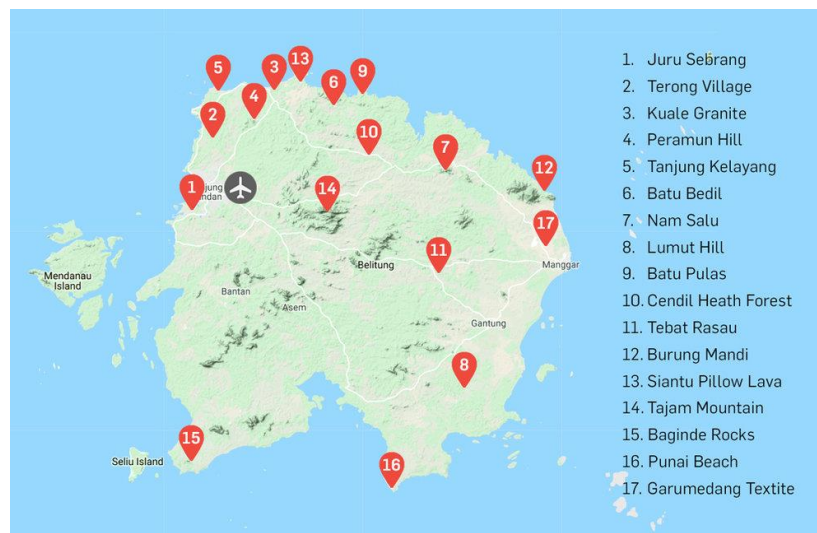 5
3
13
6
9
4
2
10
7
12
1
14
17
11
8
15
16
Mendanau
Island
Belitung
Manggar
Bantan
Asem
Gantung
Seliu Island
1. Juru Sebrang
2. Terong Village
3. Kuale Granite
4. Peramun Hill
5. Tanjung Kelayang
6. Batu Bedil
7. Nam Salu
8. Lumut Hill
9. Batu Pulas
10. Cendil Heath Forest
11. Tebat Rasau
12. Burung Mandi
13. Siantu Pillow Lava
14. Tajam Mountain
15. Baginde Rocks
16. Punai Beach
17. Garumedang Textite